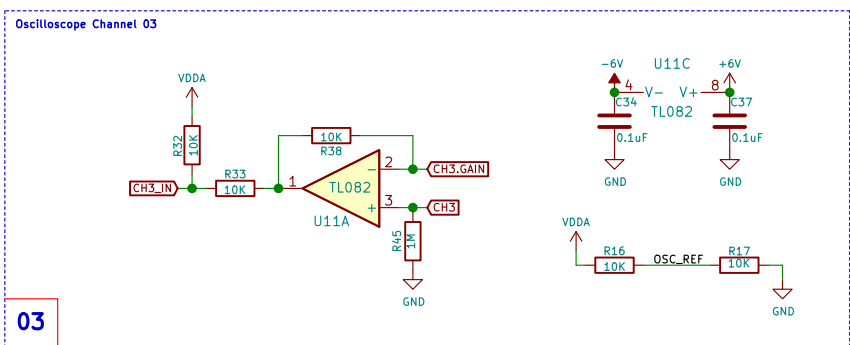 Oscilloscope Channel 03
VDDA
R32
10K
CH3_IN
R33
10K
10K
R38
1
2
3
−
+
TL082
U11A
CH3.GAIN
CH3
R45
1M
GND
-6V
U11C
+6V
4
V−
V+
8
C34
TL082
C37
0.1uF
0.1uF
GND
GND
VDDA
R16
10K
OSC_REF
R17
10K
GND
03